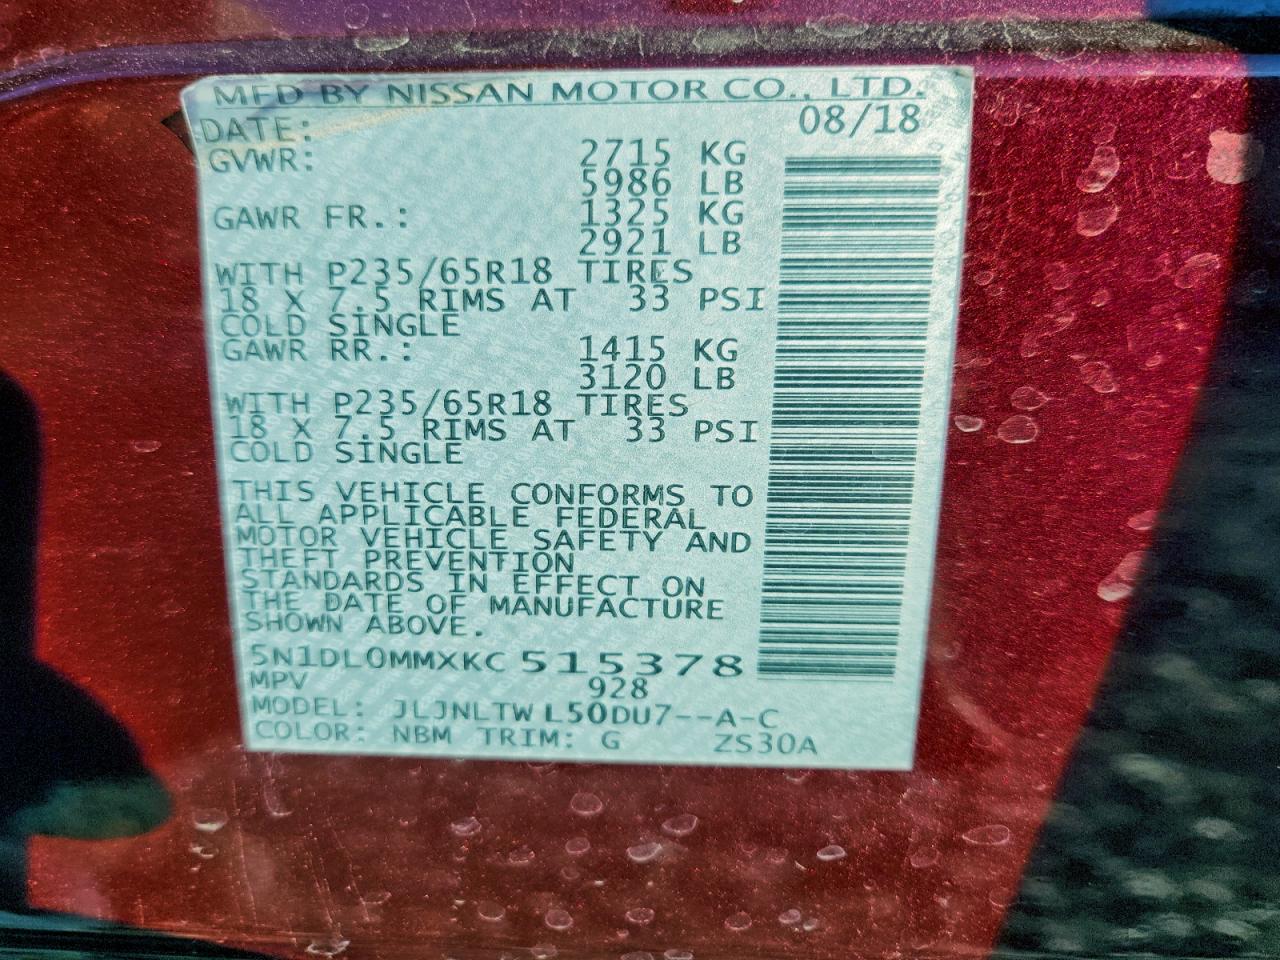 MFD BY NISSAN MOTOR CO., LTD.
DATE: 08/18
GVWR: 2715 KG
5986 LB
GAWR FR.: 1325 KG
2921 LB
WITH P235/65R18 TIRES
18 X 7.5 RIMS AT 33 PSI
COLD SINGLE
GAWR RR.: 1415 KG
3120 LB
WITH P235/65R18 TIRES
18 X 7.5 RIMS AT 33 PSI
COLD SINGLE
THIS VEHICLE CONFORMS TO
ALL APPLICABLE FEDERAL
MOTOR VEHICLE SAFETY AND
THEFT PREVENTION
STANDARDS IN EFFECT ON
THE DATE OF MANUFACTURE
SHOWN ABOVE.
5N1DL0MMXKC515378
MPV 928
MODEL: JLJNLTWL50DU7--A-C
COLOR: NBM TRIM: G ZS30A